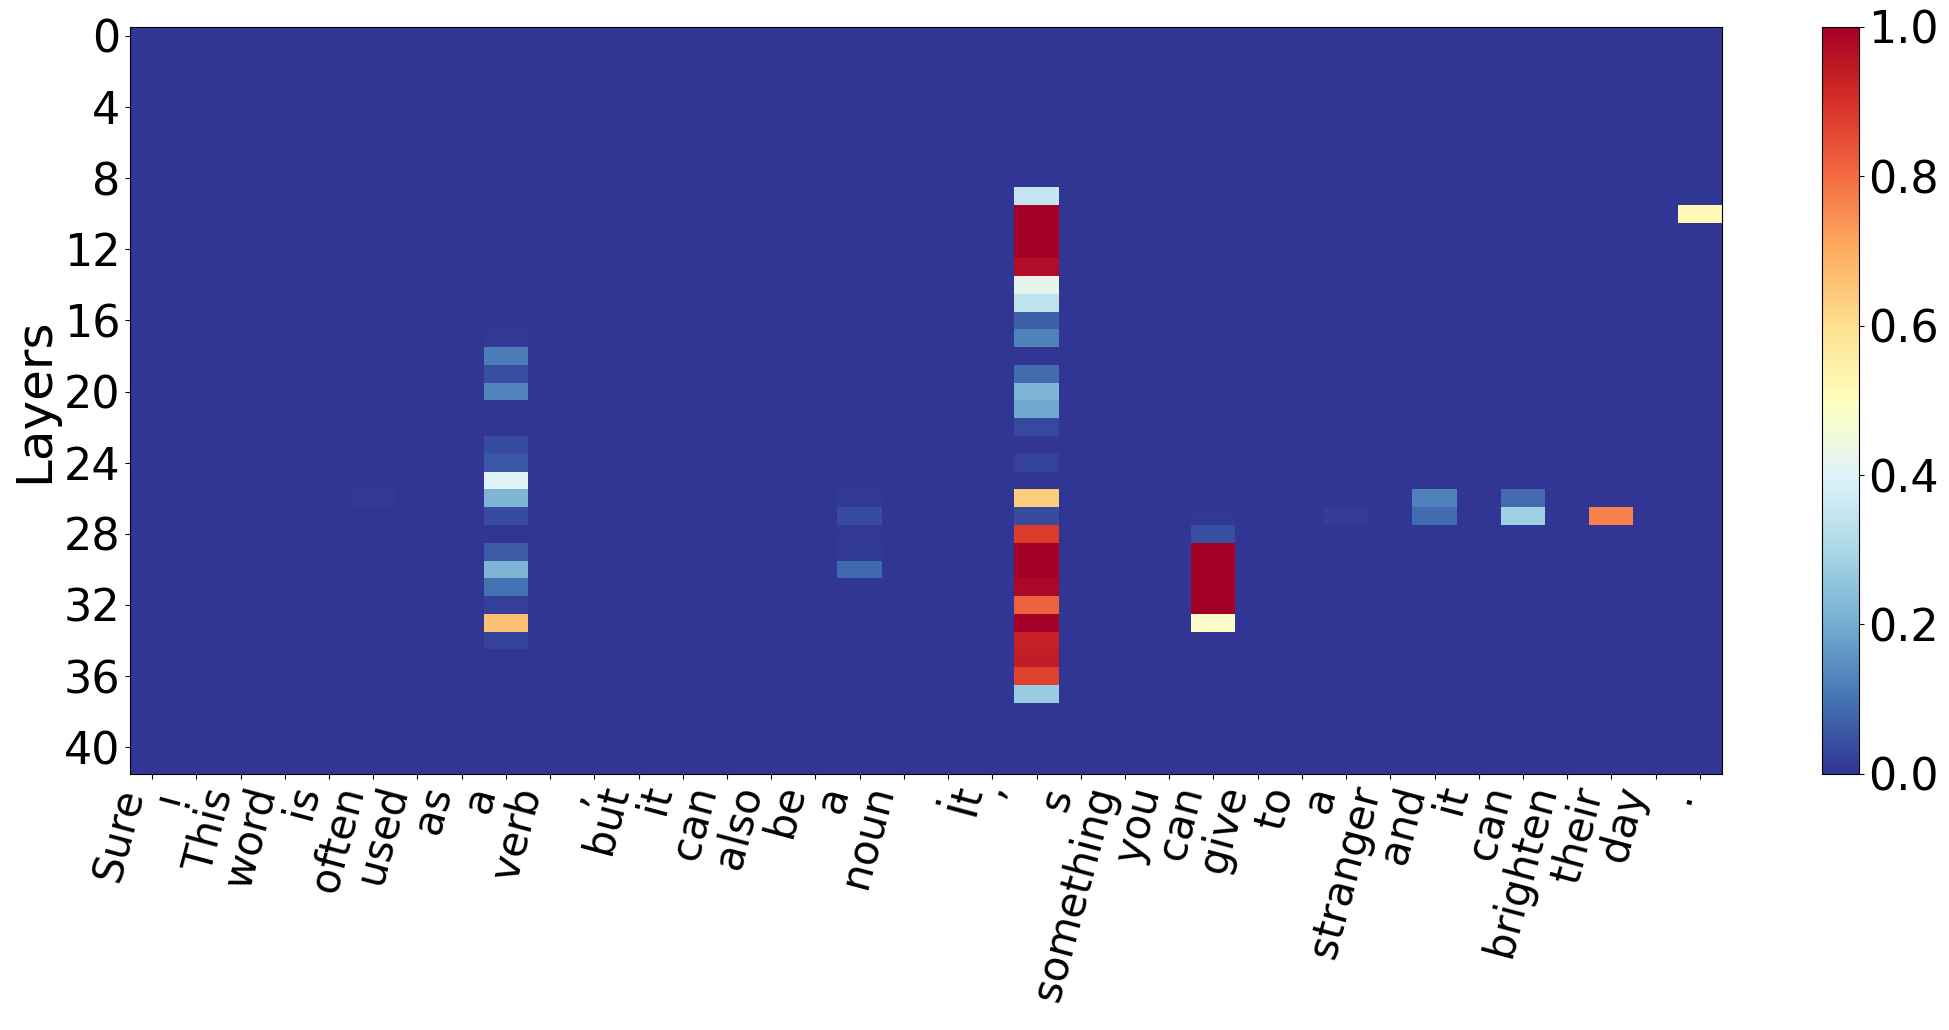 Layers
0
4
8
12
16
20
24
28
32
36
40
Sure
!
This
word
is
often
used
as
a
verb
,
but
it
can
also
be
a
noun
it
'
s
something
you
can
give
to
a
stranger
and
it
can
brighten
their
day
.
1.0
0.8
0.6
0.4
0.2
0.0